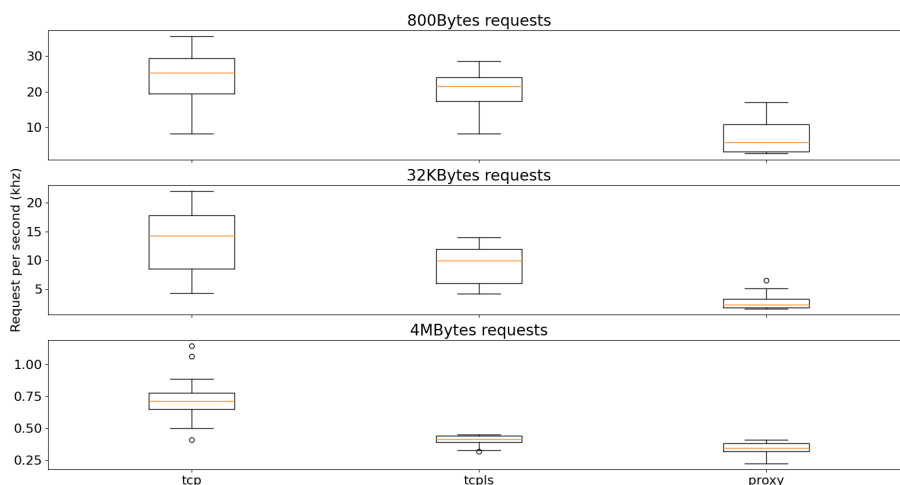 800Bytes requests
30
20
10
32KBytes requests
20
15
10
5
Request per second (khz)
4MBytes requests
1.00
0.75
0.50
0.25
tcp tcpls proxy